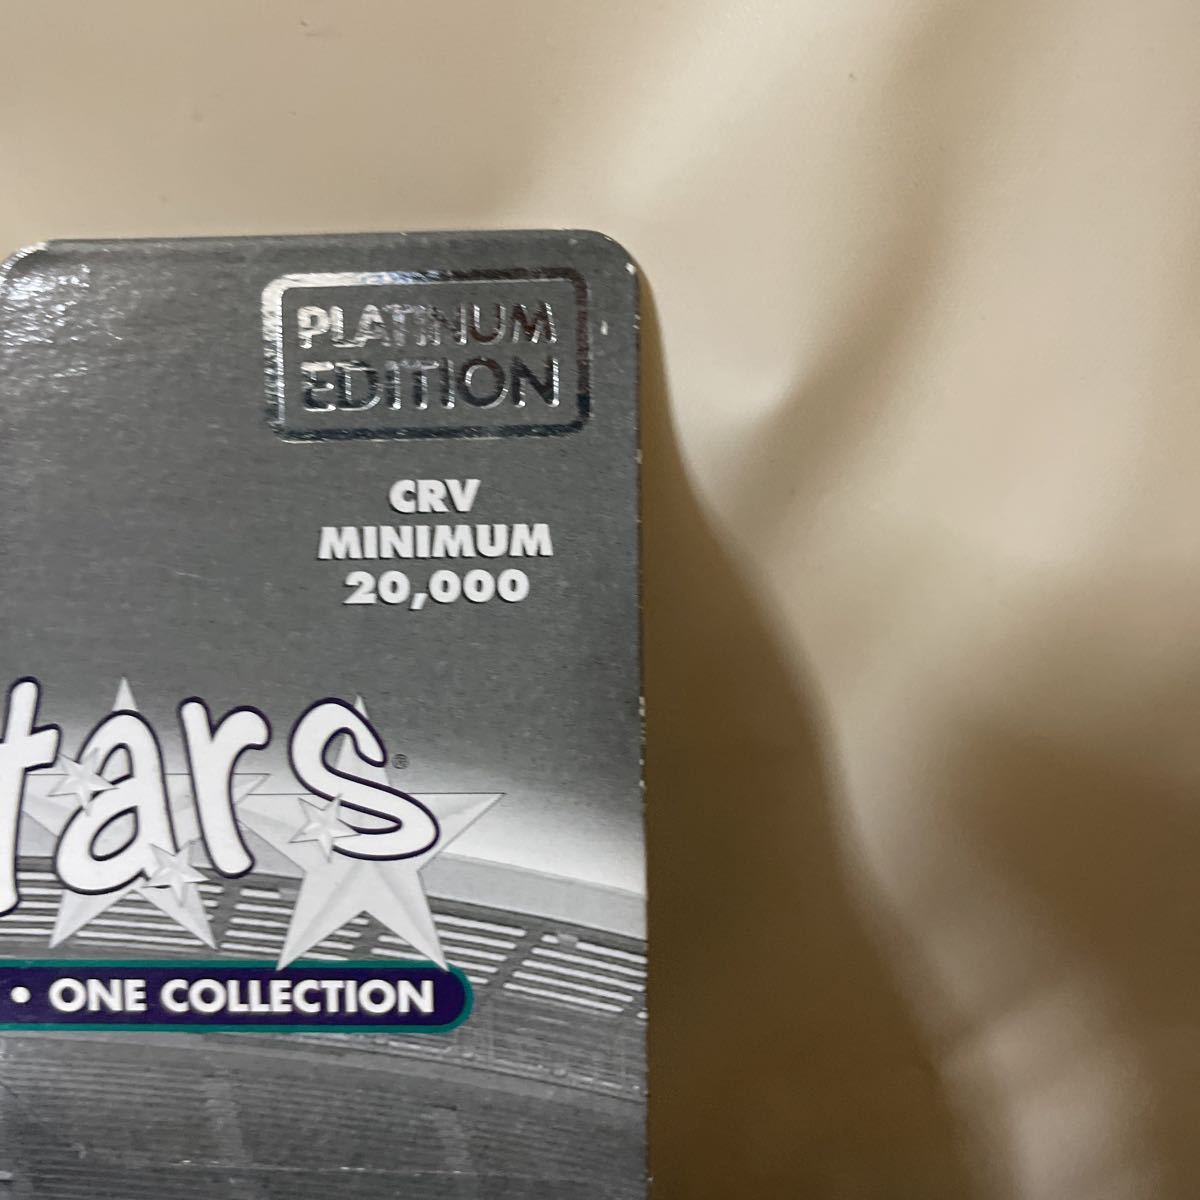 PLATINUM
EDITION
CRV
MINIMUM
20,000
tars®
• ONE COLLECTION